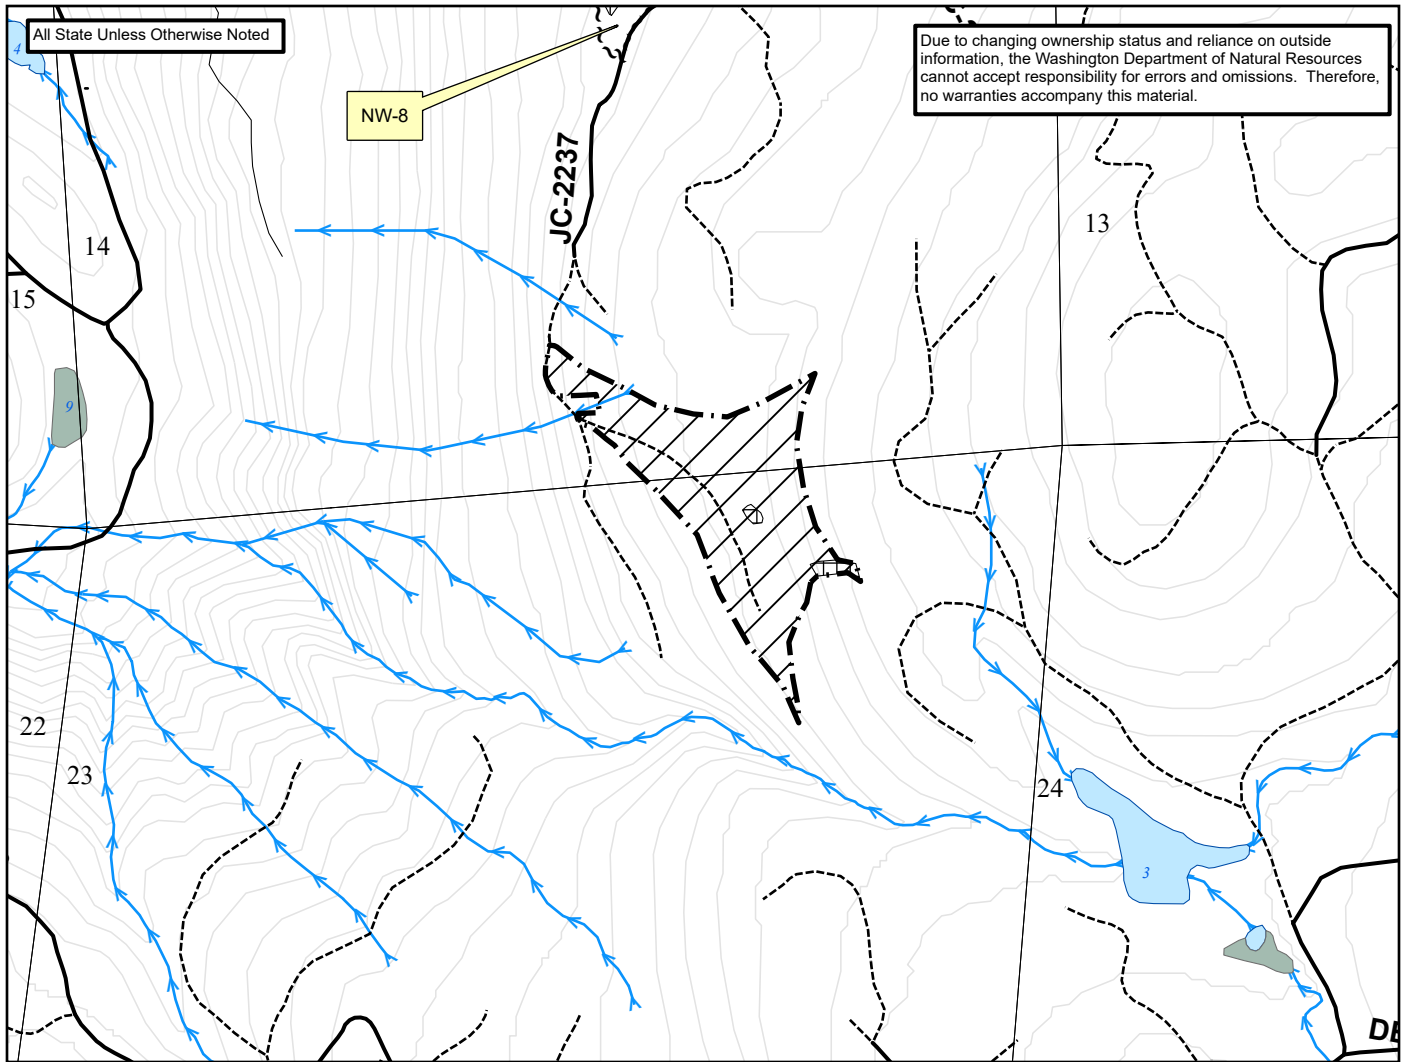 All State Unless Otherwise Noted
Due to changing ownership status and reliance on outside
information, the Washington Department of Natural Resources
cannot accept responsibility for errors and omissions. Therefore,
no warranties accompany this material.
4
NW-8
JC-2237
14
13
15
9
22
23
24
3